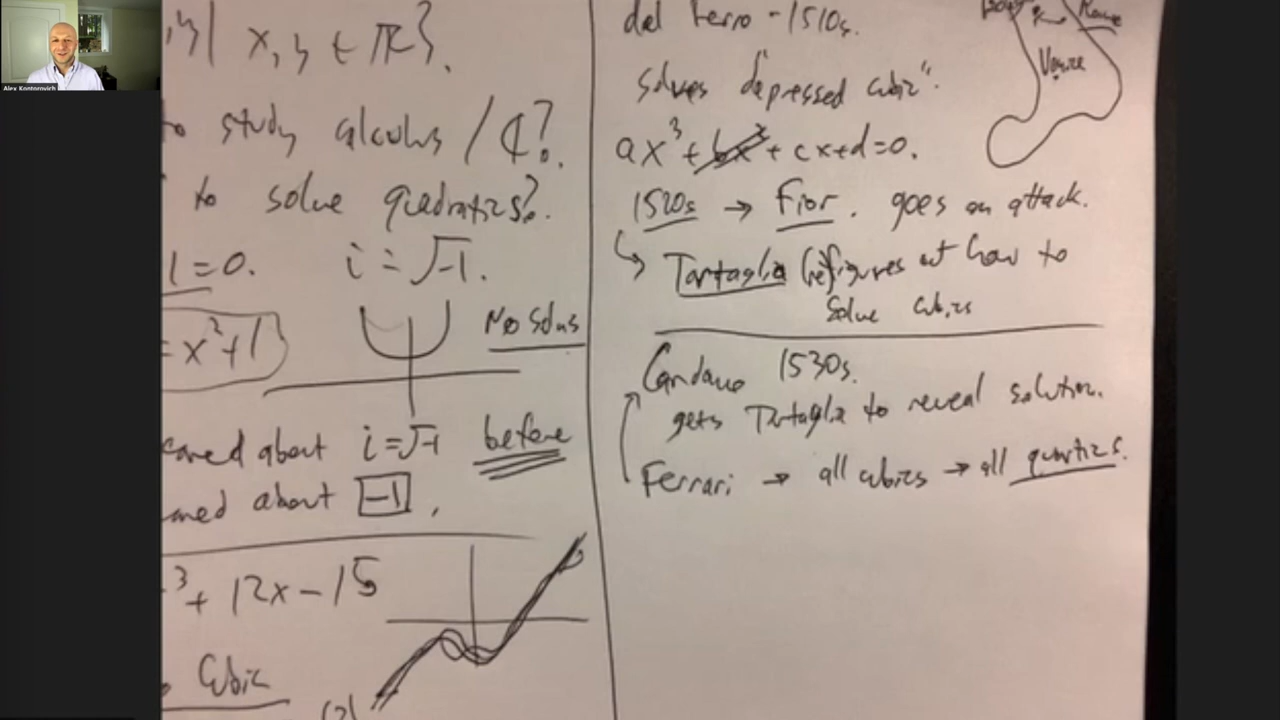 Alex Kontorovich
,y| x,y ∈ ℝ}.
to study calculus / ℂ?
to solve quadratics?
1=0. i = √-1.
= x²+1
No Solns
cared about i=√-1 before
cared about -1,
³ + 12x - 15
Cubic
del Ferro - 1510s.
solves "depressed cubic".
ax³ + bx² + cx+d=0.
1520s → Fior. goes on attack.
↳ Tartaglia (re)figures out how to
solve cubics
Cardano 1530s.
gets Tartaglia to reveal solution.
Ferrari → all cubics → all quartics.
Rome
Venice